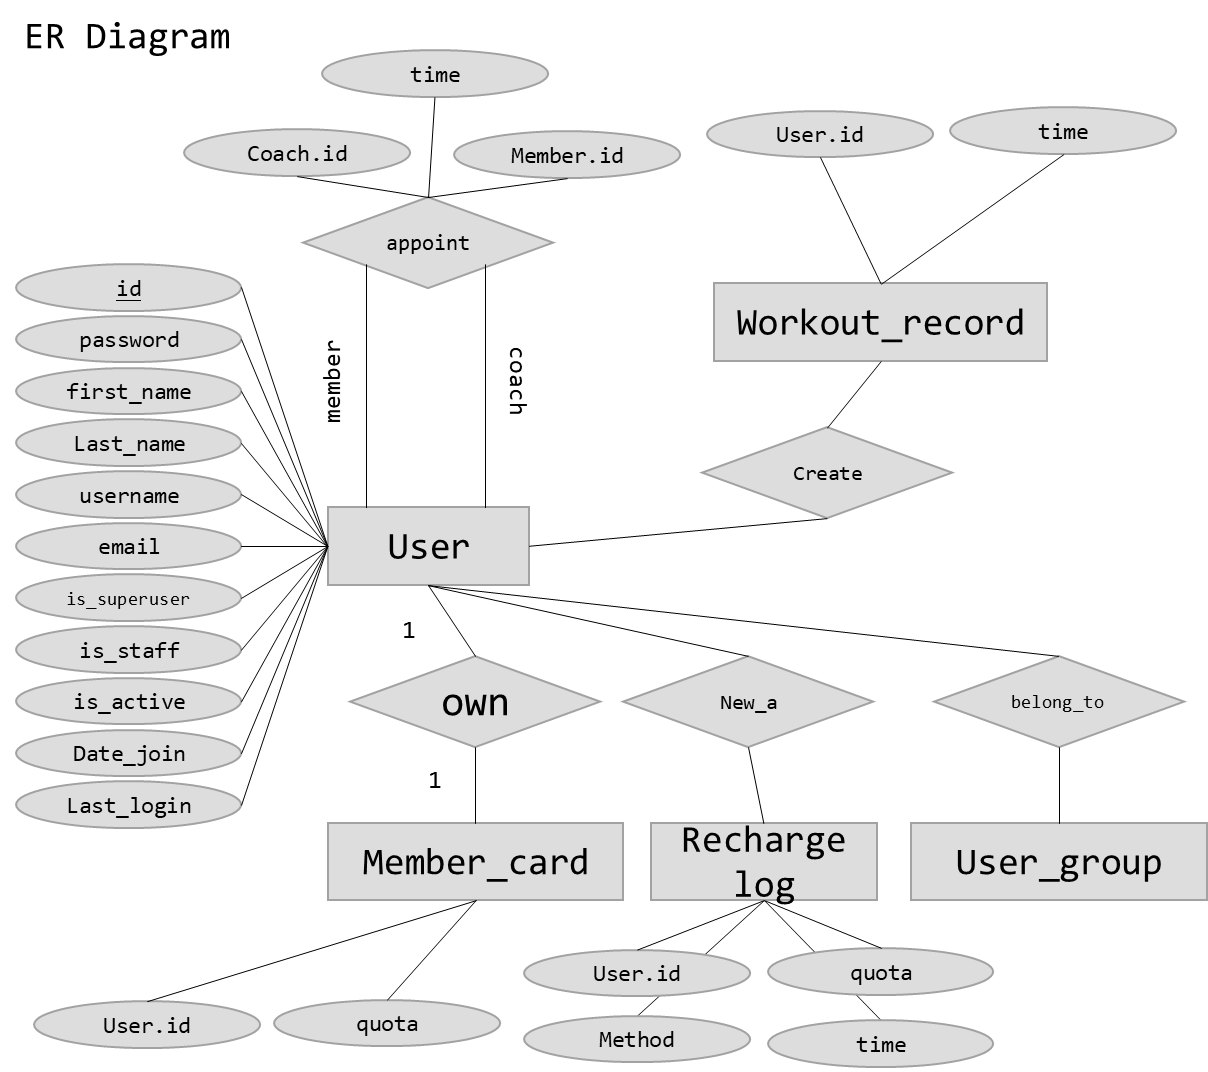 ER Diagram
time
Coach.id
Member.id
User.id
time
appoint
id
password
first_name
Last_name
username
email
is_superuser
is_staff
is_active
Date_join
Last_login
member
coach
Workout_record
Create
User
1
own
New_a
belong_to
1
Member_card
Recharge
log
User_group
User.id
quota
User.id
quota
Method
time